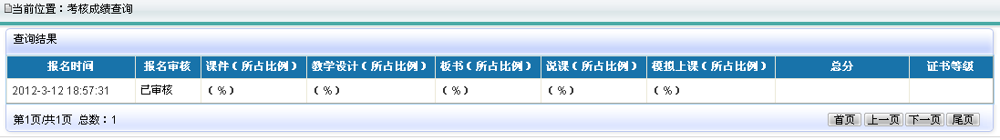 当前位置：考核成绩查询
查询结果
报名时间 报名审核 课件（所占比例） 教学设计（所占比例） 板书（所占比例） 说课（所占比例） 模拟上课（所占比例） 总分 证书等级
2012-3-12 18:57:31 已审核 （ %） （ %） （ %） （ %） （ %）
第1页/共1页 总数：1 首页 上一页 下一页 尾页